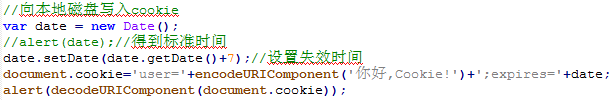 //向本地磁盘写入cookie
var date = new Date();
//alert(date);//得到标准时间
date.setDate(date.getDate()+7);//设置失效时间
document.cookie='user='+encodeURIComponent('你好,Cookie!')+';expires='+date;
alert(decodeURIComponent(document.cookie));